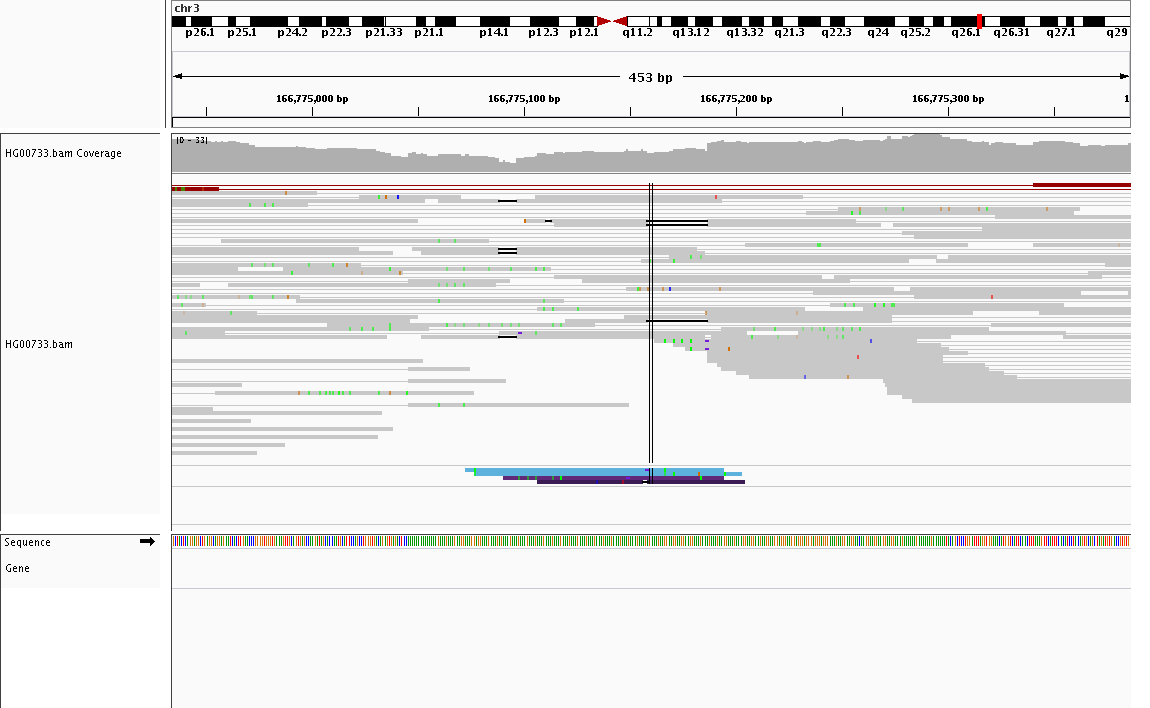 chr3
p26.1 p25.1 p24.2 p22.3 p21.33 p21.1 p14.1 p12.3 p12.1 q11.2 q13.12 q13.32 q21.3 q22.3 q24 q25.2 q26.1 q26.31 q27.1 q29
453 bp
166,775,000 bp 166,775,100 bp 166,775,200 bp 166,775,300 bp 1
HG00733.bam Coverage
HG00733.bam
Sequence
Gene